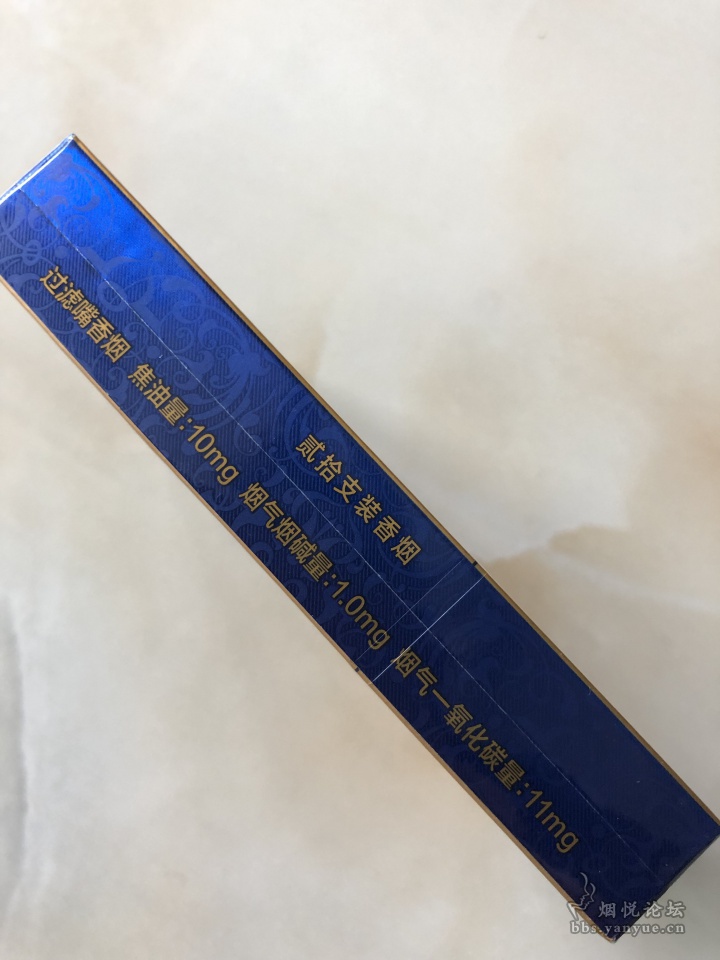 贰拾支装香烟
过滤嘴香烟 焦油量:10mg 烟气烟碱量:1.0mg 烟气一氧化碳量:11mg
烟悦论坛
bbs.yanyue.cn